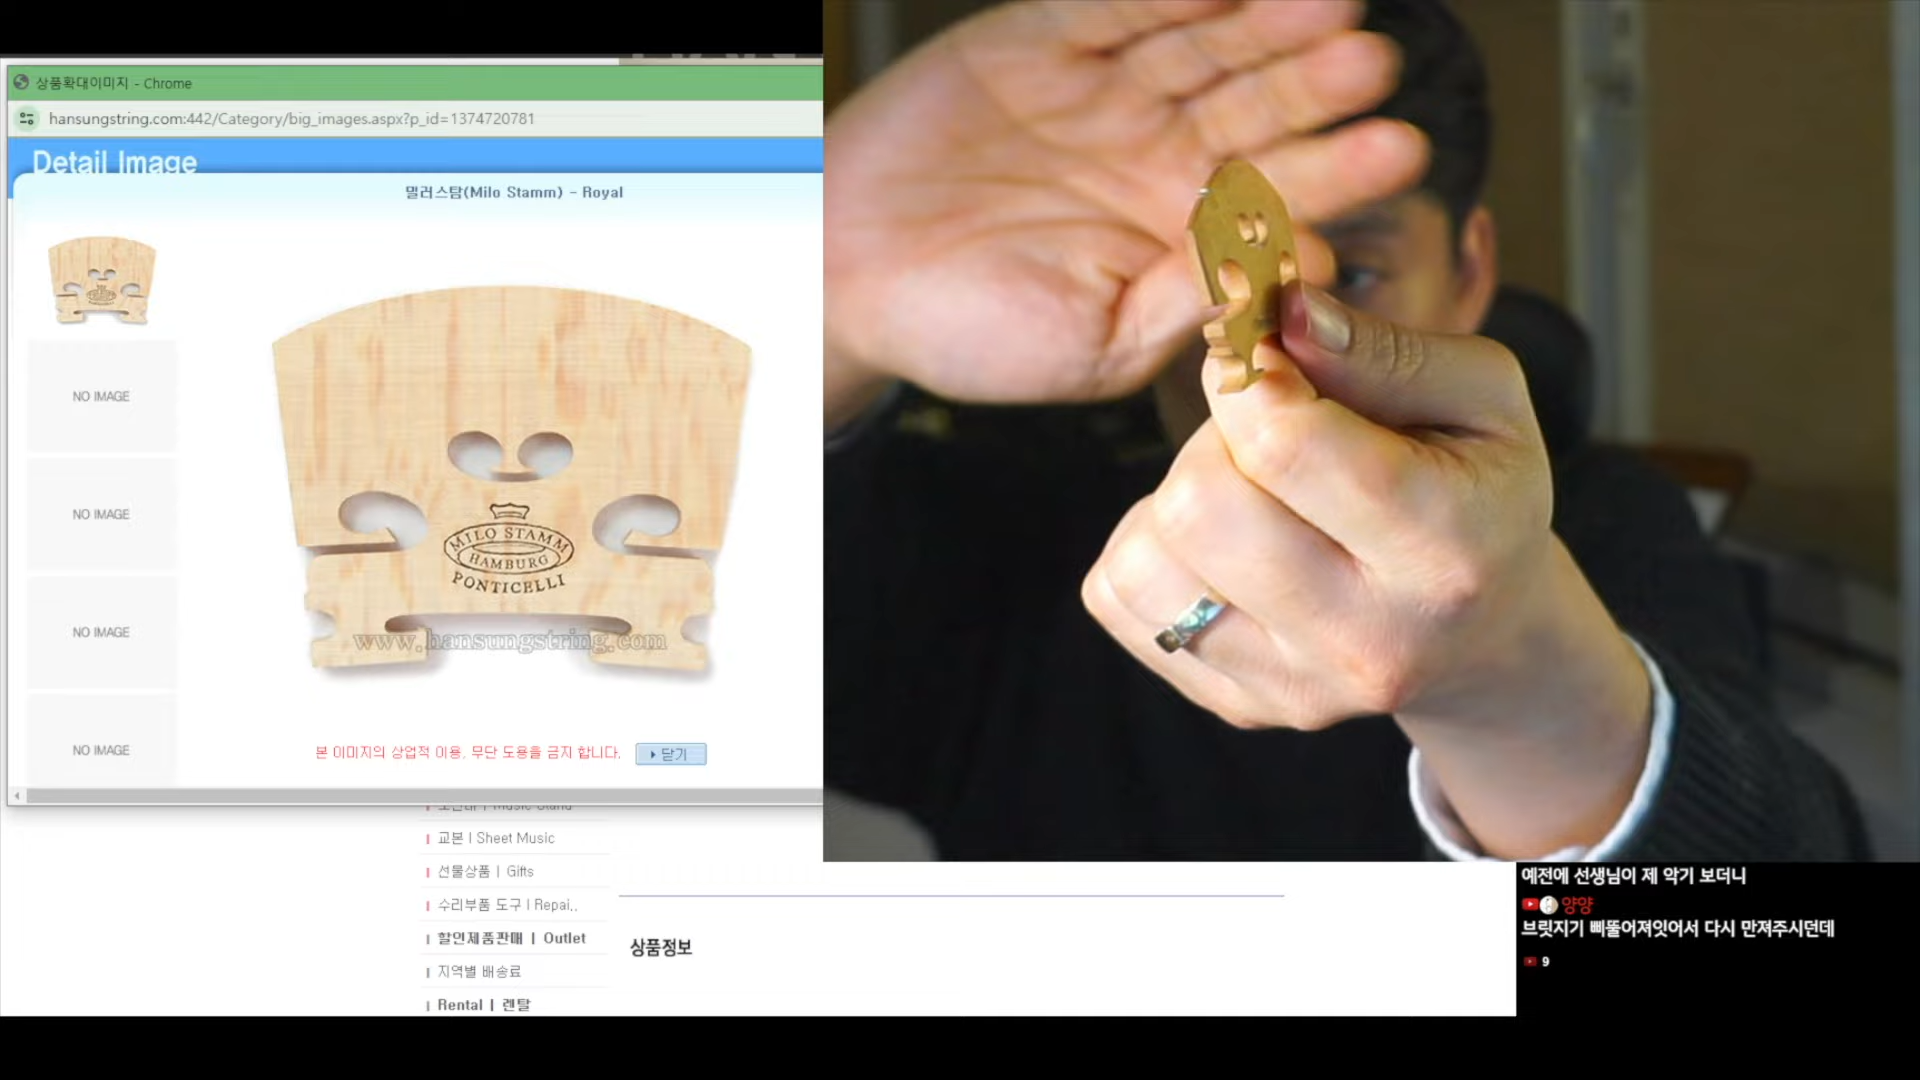 상품확대이미지 - Chrome
hansungstring.com:442/Category/big_images.aspx?p_id=1374720781
Detail Image
밀러스탐(Milo Stamm) - Royal
NO IMAGE
NO IMAGE
NO IMAGE
NO IMAGE
MILO STAMM
HAMBURG
PONTICELLI
www.hansungstring.com
본 이미지의 상업적 이용, 무단 도용을 금지 합니다.
닫기
교본 | Sheet Music
선물상품 | Gifts
수리부품 도구 | Repai..
할인제품판매 | Outlet
지역별 배송료
Rental | 렌탈
상품정보
예전에 선생님이 제 악기 보더니
양양
브릿지기 삐뚤어져잇어서 다시 만져주시던데
9